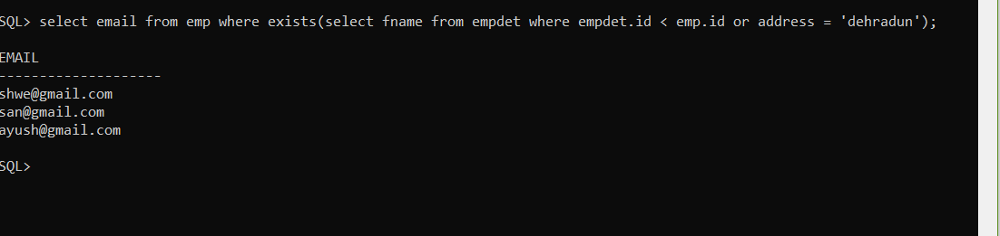 SQL> select email from emp where exists(select fname from empdet where empdet.id < emp.id or address = 'dehradun');
EMAIL
--------------------
shwe@gmail.com
san@gmail.com
ayush@gmail.com
SQL>